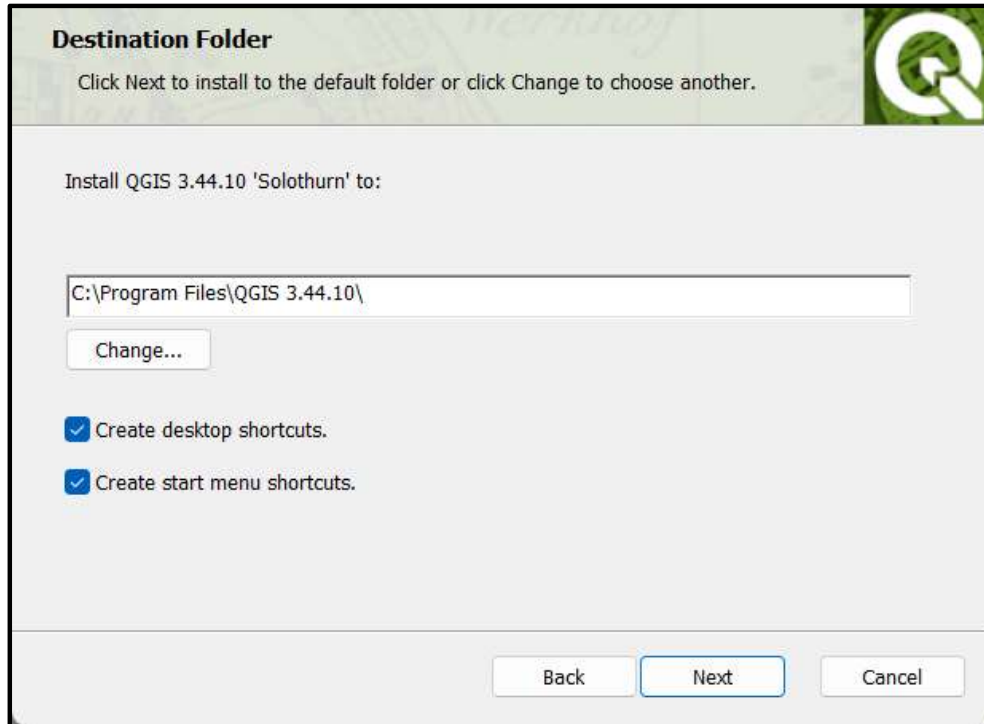 Destination Folder
Click Next to install to the default folder or click Change to choose another.
Install QGIS 3.44.10 'Solothurn' to:
C:\Program Files\QGIS 3.44.10\
Change...
Create desktop shortcuts.
Create start menu shortcuts.
Back Next Cancel